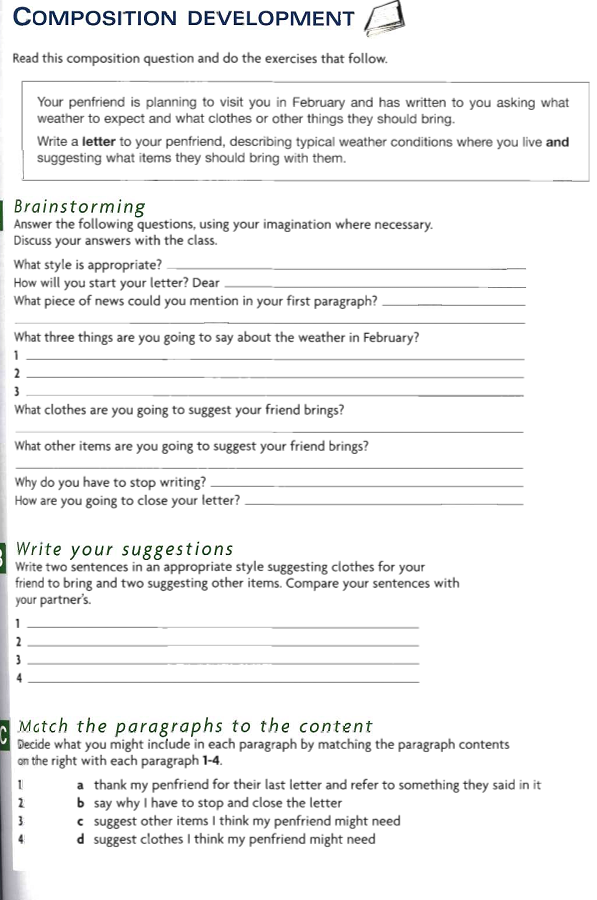 COMPOSITION DEVELOPMENT
Read this composition question and do the exercises that follow.
Your penfriend is planning to visit you in February and has written to you asking what
weather to expect and what clothes or other things they should bring.
Write a letter to your penfriend, describing typical weather conditions where you live and
suggesting what items they should bring with them.
Brainstorming
Answer the following questions, using your imagination where necessary.
Discuss your answers with the class.
What style is appropriate?
How will you start your letter? Dear
What piece of news could you mention in your first paragraph?
What three things are you going to say about the weather in February?
1
2
3
What clothes are you going to suggest your friend brings?
What other items are you going to suggest your friend brings?
Why do you have to stop writing?
How are you going to close your letter?
Write your suggestions
Write two sentences in an appropriate style suggesting clothes for your
friend to bring and two suggesting other items. Compare your sentences with
your partner's.
1
2
3
4
C Match the paragraphs to the content
Decide what you might include in each paragraph by matching the paragraph contents
on the right with each paragraph 1-4.
1 a thank my penfriend for their last letter and refer to something they said in it
2 b say why I have to stop and close the letter
3 c suggest other items I think my penfriend might need
4 d suggest clothes I think my penfriend might need